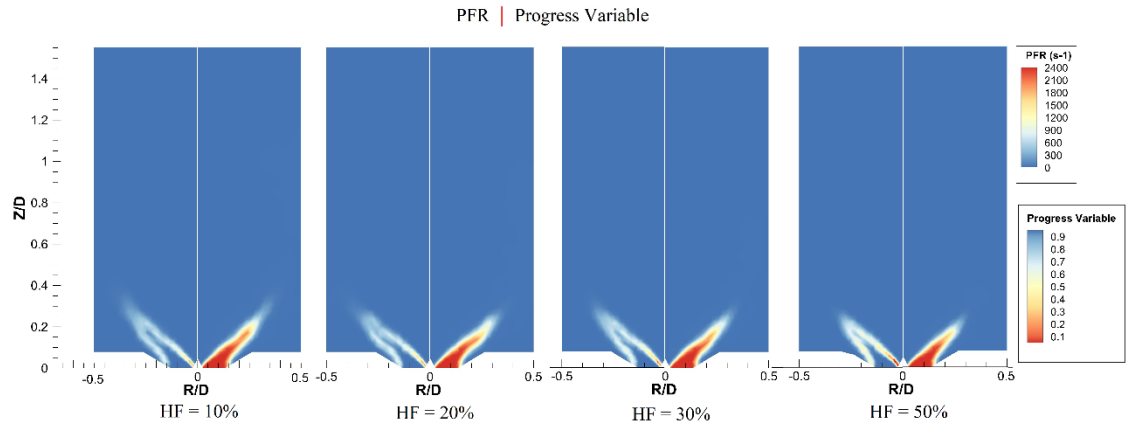 PFR | Progress Variable
PFR (s-1)
2400
2100
1800
1500
1200
900
600
300
0
Progress Variable
0.9
0.8
0.7
0.6
0.5
0.4
0.3
0.2
0.1
Z/D
1.4
1.2
1
0.8
0.6
0.4
0.2
0
-0.5 0 0.5
R/D
HF = 10%
-0.5 0 0.5
R/D
HF = 20%
-0.5 0 0.5
R/D
HF = 30%
-0.5 0 0.5
R/D
HF = 50%